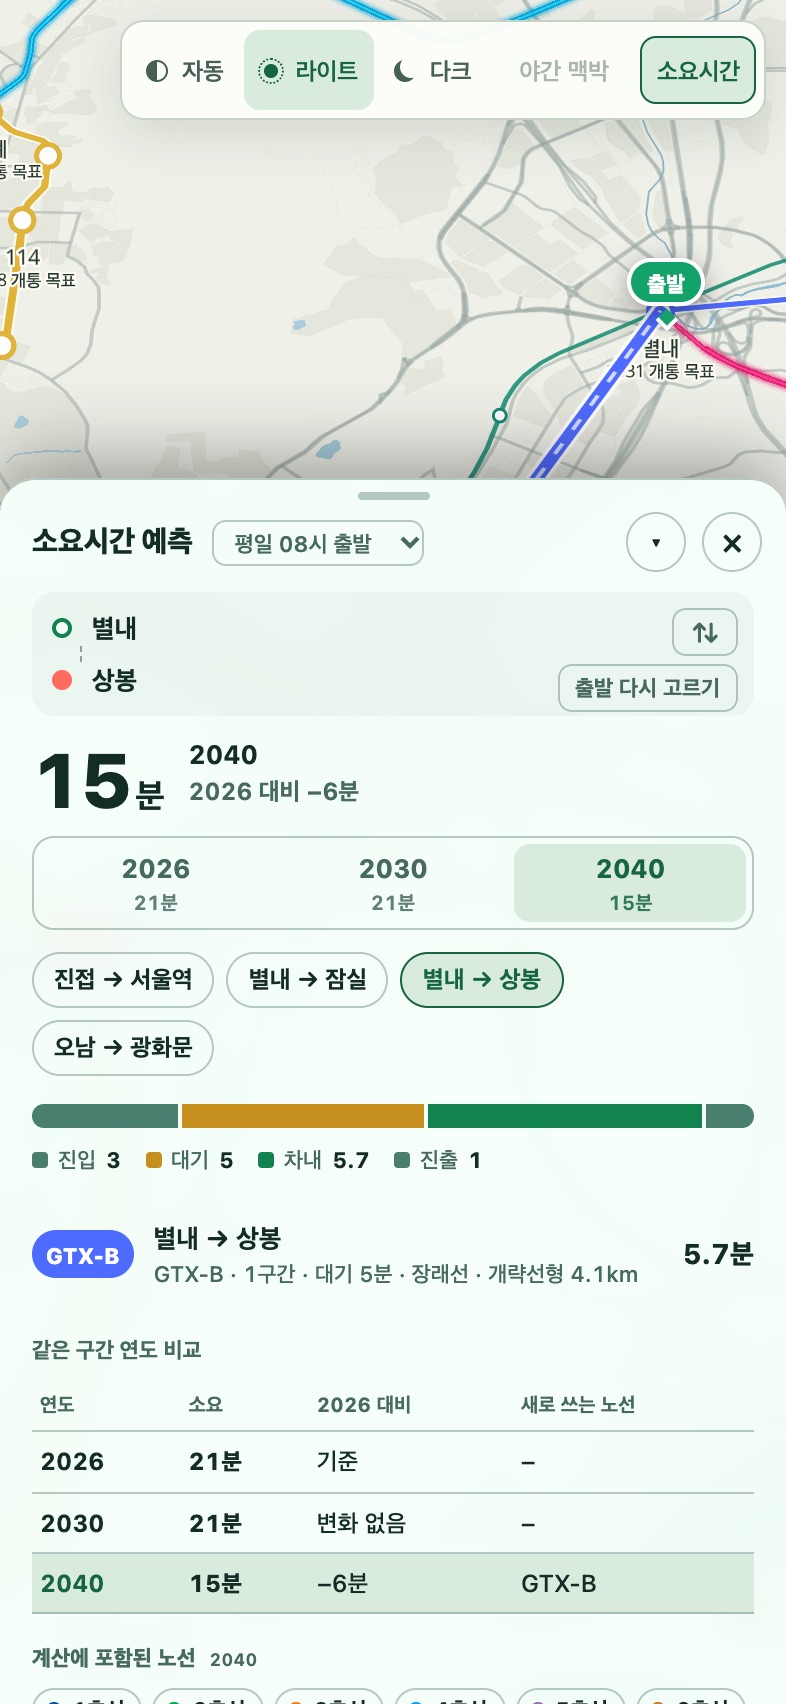 자동 라이트 다크 야간 맥박 소요시간
통 목표
114
8 개통 목표
출발
별내
31 개통 목표
소요시간 예측 평일 08시 출발
별내
상봉
출발 다시 고르기
15분 2040
2026 대비 –6분
2026 2030 2040
21분 21분 15분
진접 → 서울역 별내 → 잠실 별내 → 상봉
오남 → 광화문
진입 3 대기 5 차내 5.7 진출 1
GTX-B 별내 → 상봉 5.7분
GTX-B · 1구간 · 대기 5분 · 장래선 · 개략선형 4.1km
같은 구간 연도 비교
연도 소요 2026 대비 새로 쓰는 노선
2026 21분 기준 –
2030 21분 변화 없음 –
2040 15분 –6분 GTX-B
계산에 포함된 노선 2040